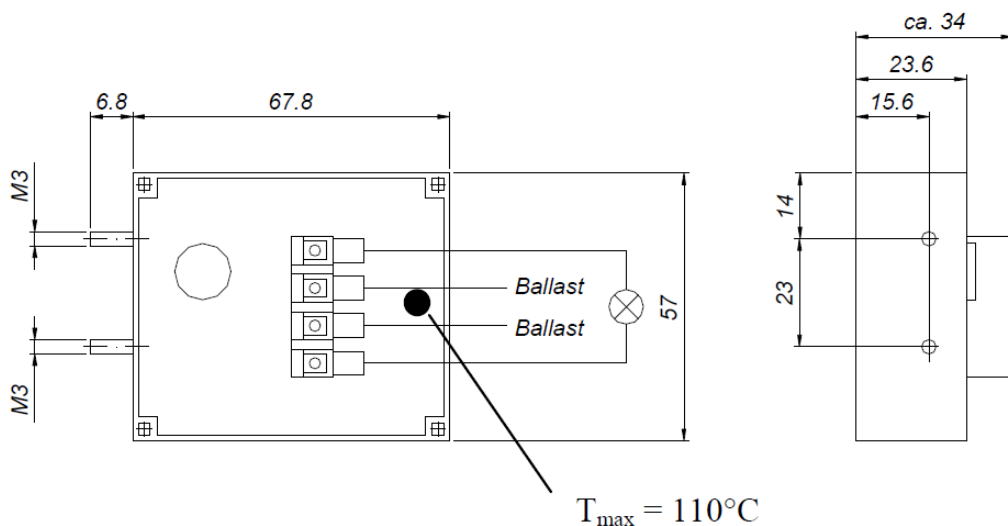 ca. 34
23.6
15.6
6.8
67.8
M3
14
Ballast
23
57
Ballast
M3
Tmax = 110°C